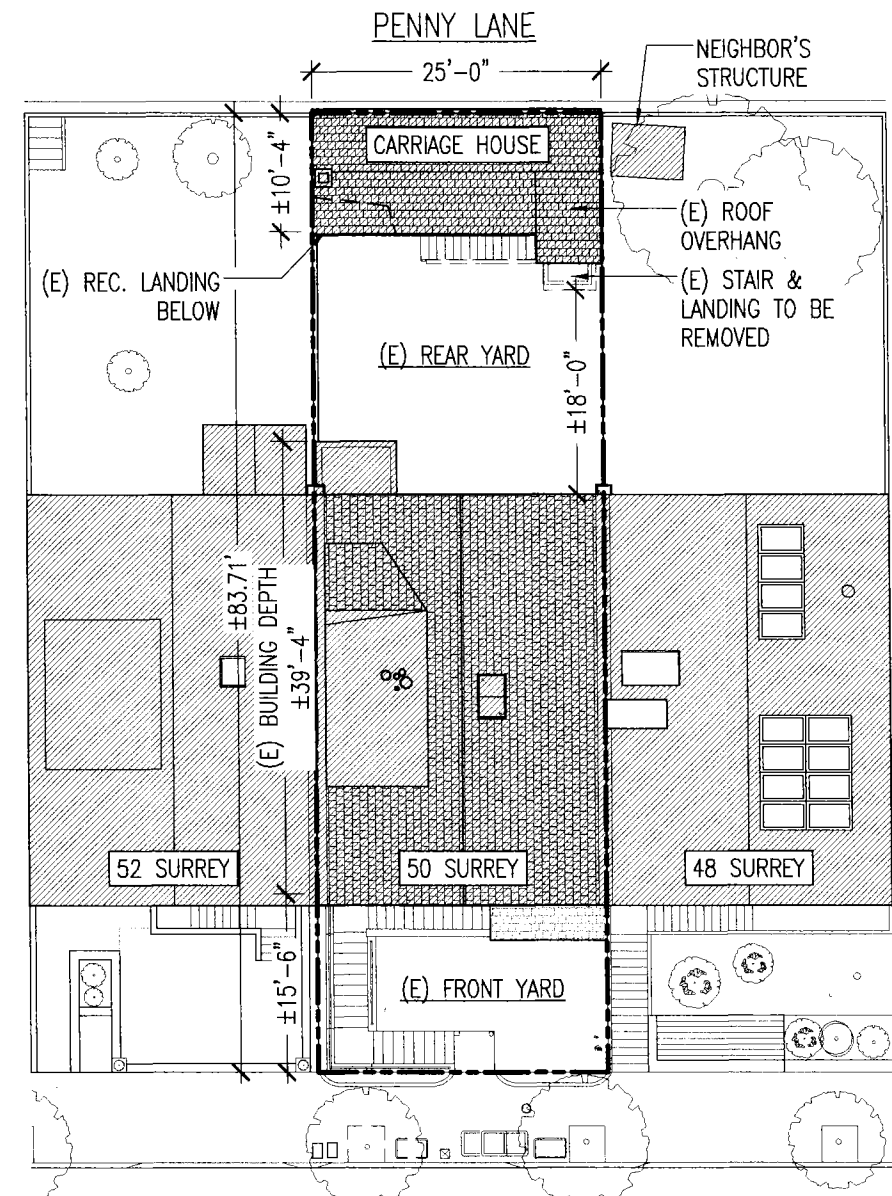 PENNY LANE
25'-0"
NEIGHBOR'S
STRUCTURE
CARRIAGE HOUSE
±10'-4"
(E) ROOF
OVERHANG
(E) REC. LANDING
BELOW
(E) STAIR &
LANDING TO BE
REMOVED
(E) REAR YARD
±18'-0"
±83.71'
(E) BUILDING DEPTH
±39'-4"
52 SURREY
50 SURREY
48 SURREY
(E) FRONT YARD
±15'-6"